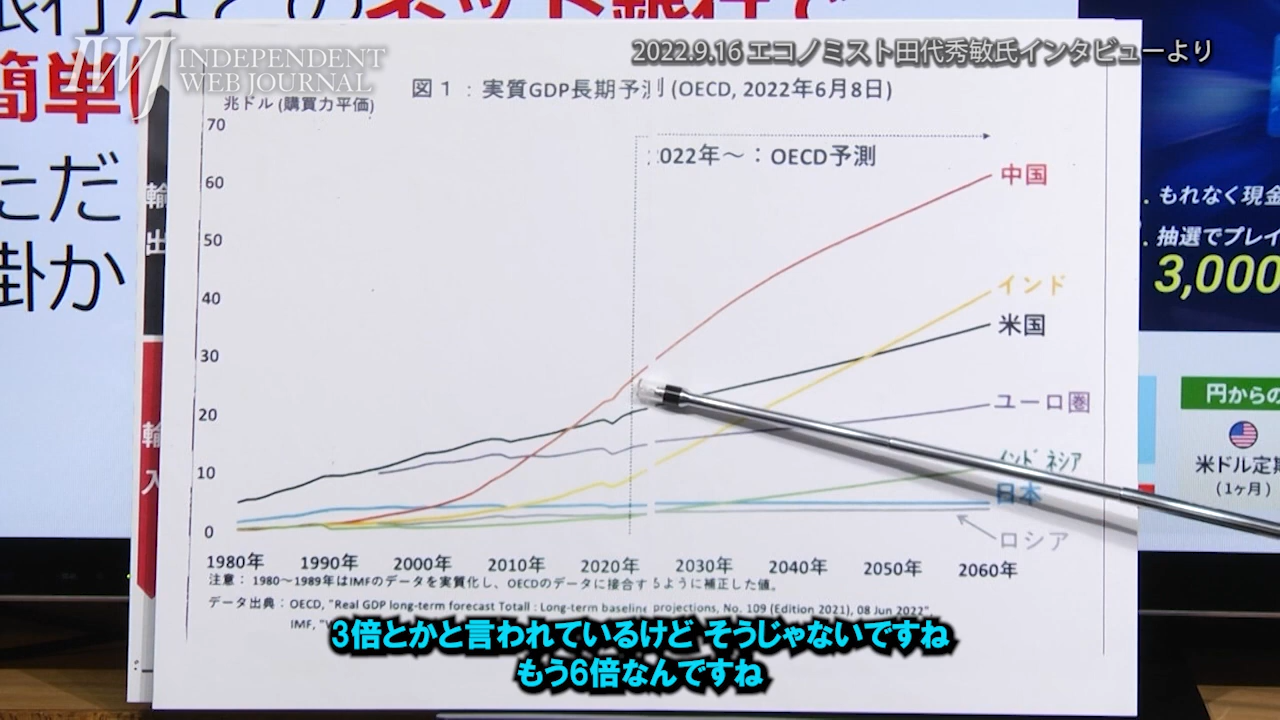 銀行などのネット銀行で
簡単に
ただ
掛か
IWJ INDEPENDENT
WEB JOURNAL
2022.9.16 エコノミスト田代秀敏氏インタビューより
図1：実質GDP長期予測 (OECD, 2022年6月8日)
兆ドル (購買力平価)
70
60
50
40
30
20
10
0
2022年～：OECD予測
中国
インド
米国
ユーロ圏
インドネシア
日本
ロシア
1980年 1990年 2000年 2010年 2020年 2030年 2040年 2050年 2060年
注意： 1980～1989年はIMFのデータを実質化し、OECDのデータに接合するように補正した値。
データ出典：OECD, "Real GDP long-term forecast Totall : Long-term baseline projections, No. 109 (Edition 2021), 08 Jun 2022",
IMF,
輸
出
輸
入
もれなく現金
抽選でプレイ
3,000
円からの
米ドル定期
(1ヶ月)
3倍とかと言われているけど そうじゃないですね
もう6倍なんですね